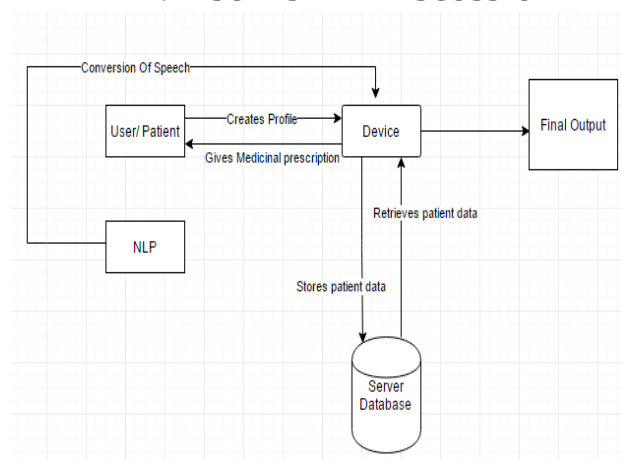 Conversion Of Speech
User/ Patient
Creates Profile
Device
Final Output
Gives Medicinal prescription
Retrieves patient data
NLP
Stores patient data
Server
Database